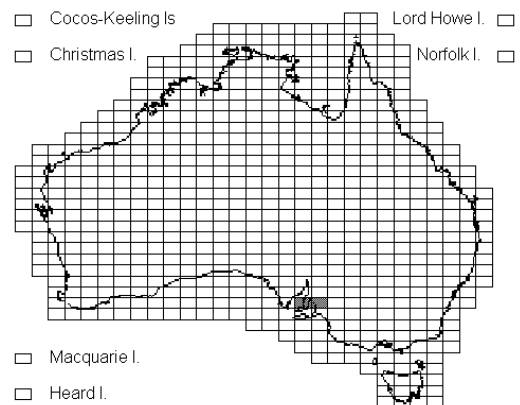 Cocos-Keeling Is
Lord Howe I.
Christmas I.
Norfolk I.
Macquarie I.
Heard I.